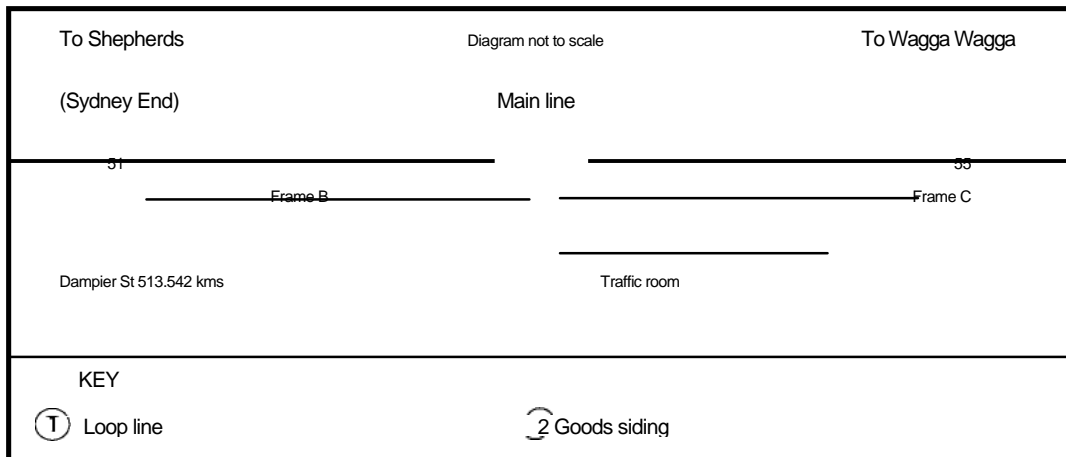 To Shepherds Diagram not to scale To Wagga Wagga
(Sydney End) Main line
51 55
Frame B Frame C
Dampier St 513.542 kms Traffic room
KEY
1 Loop line 2 Goods siding